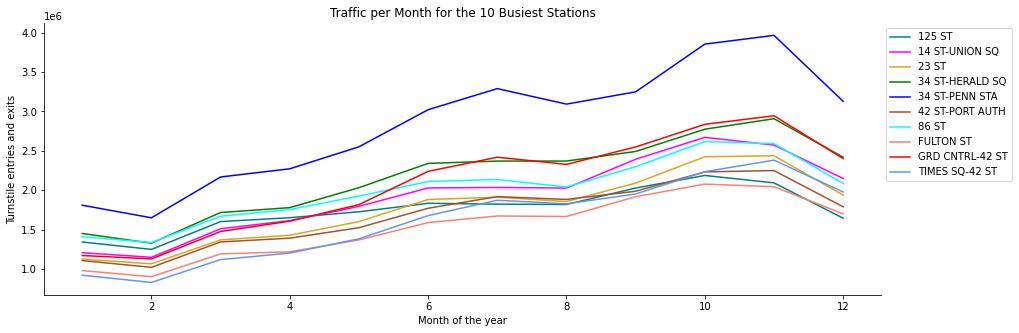 Traffic per Month for the 10 Busiest Stations
1e6
4.0
3.5
3.0
2.5
2.0
1.5
1.0
Turnstile entries and exits
2 4 6 8 10 12
Month of the year
125 ST
14 ST-UNION SQ
23 ST
34 ST-HERALD SQ
34 ST-PENN STA
42 ST-PORT AUTH
86 ST
FULTON ST
GRD CNTRL-42 ST
TIMES SQ-42 ST